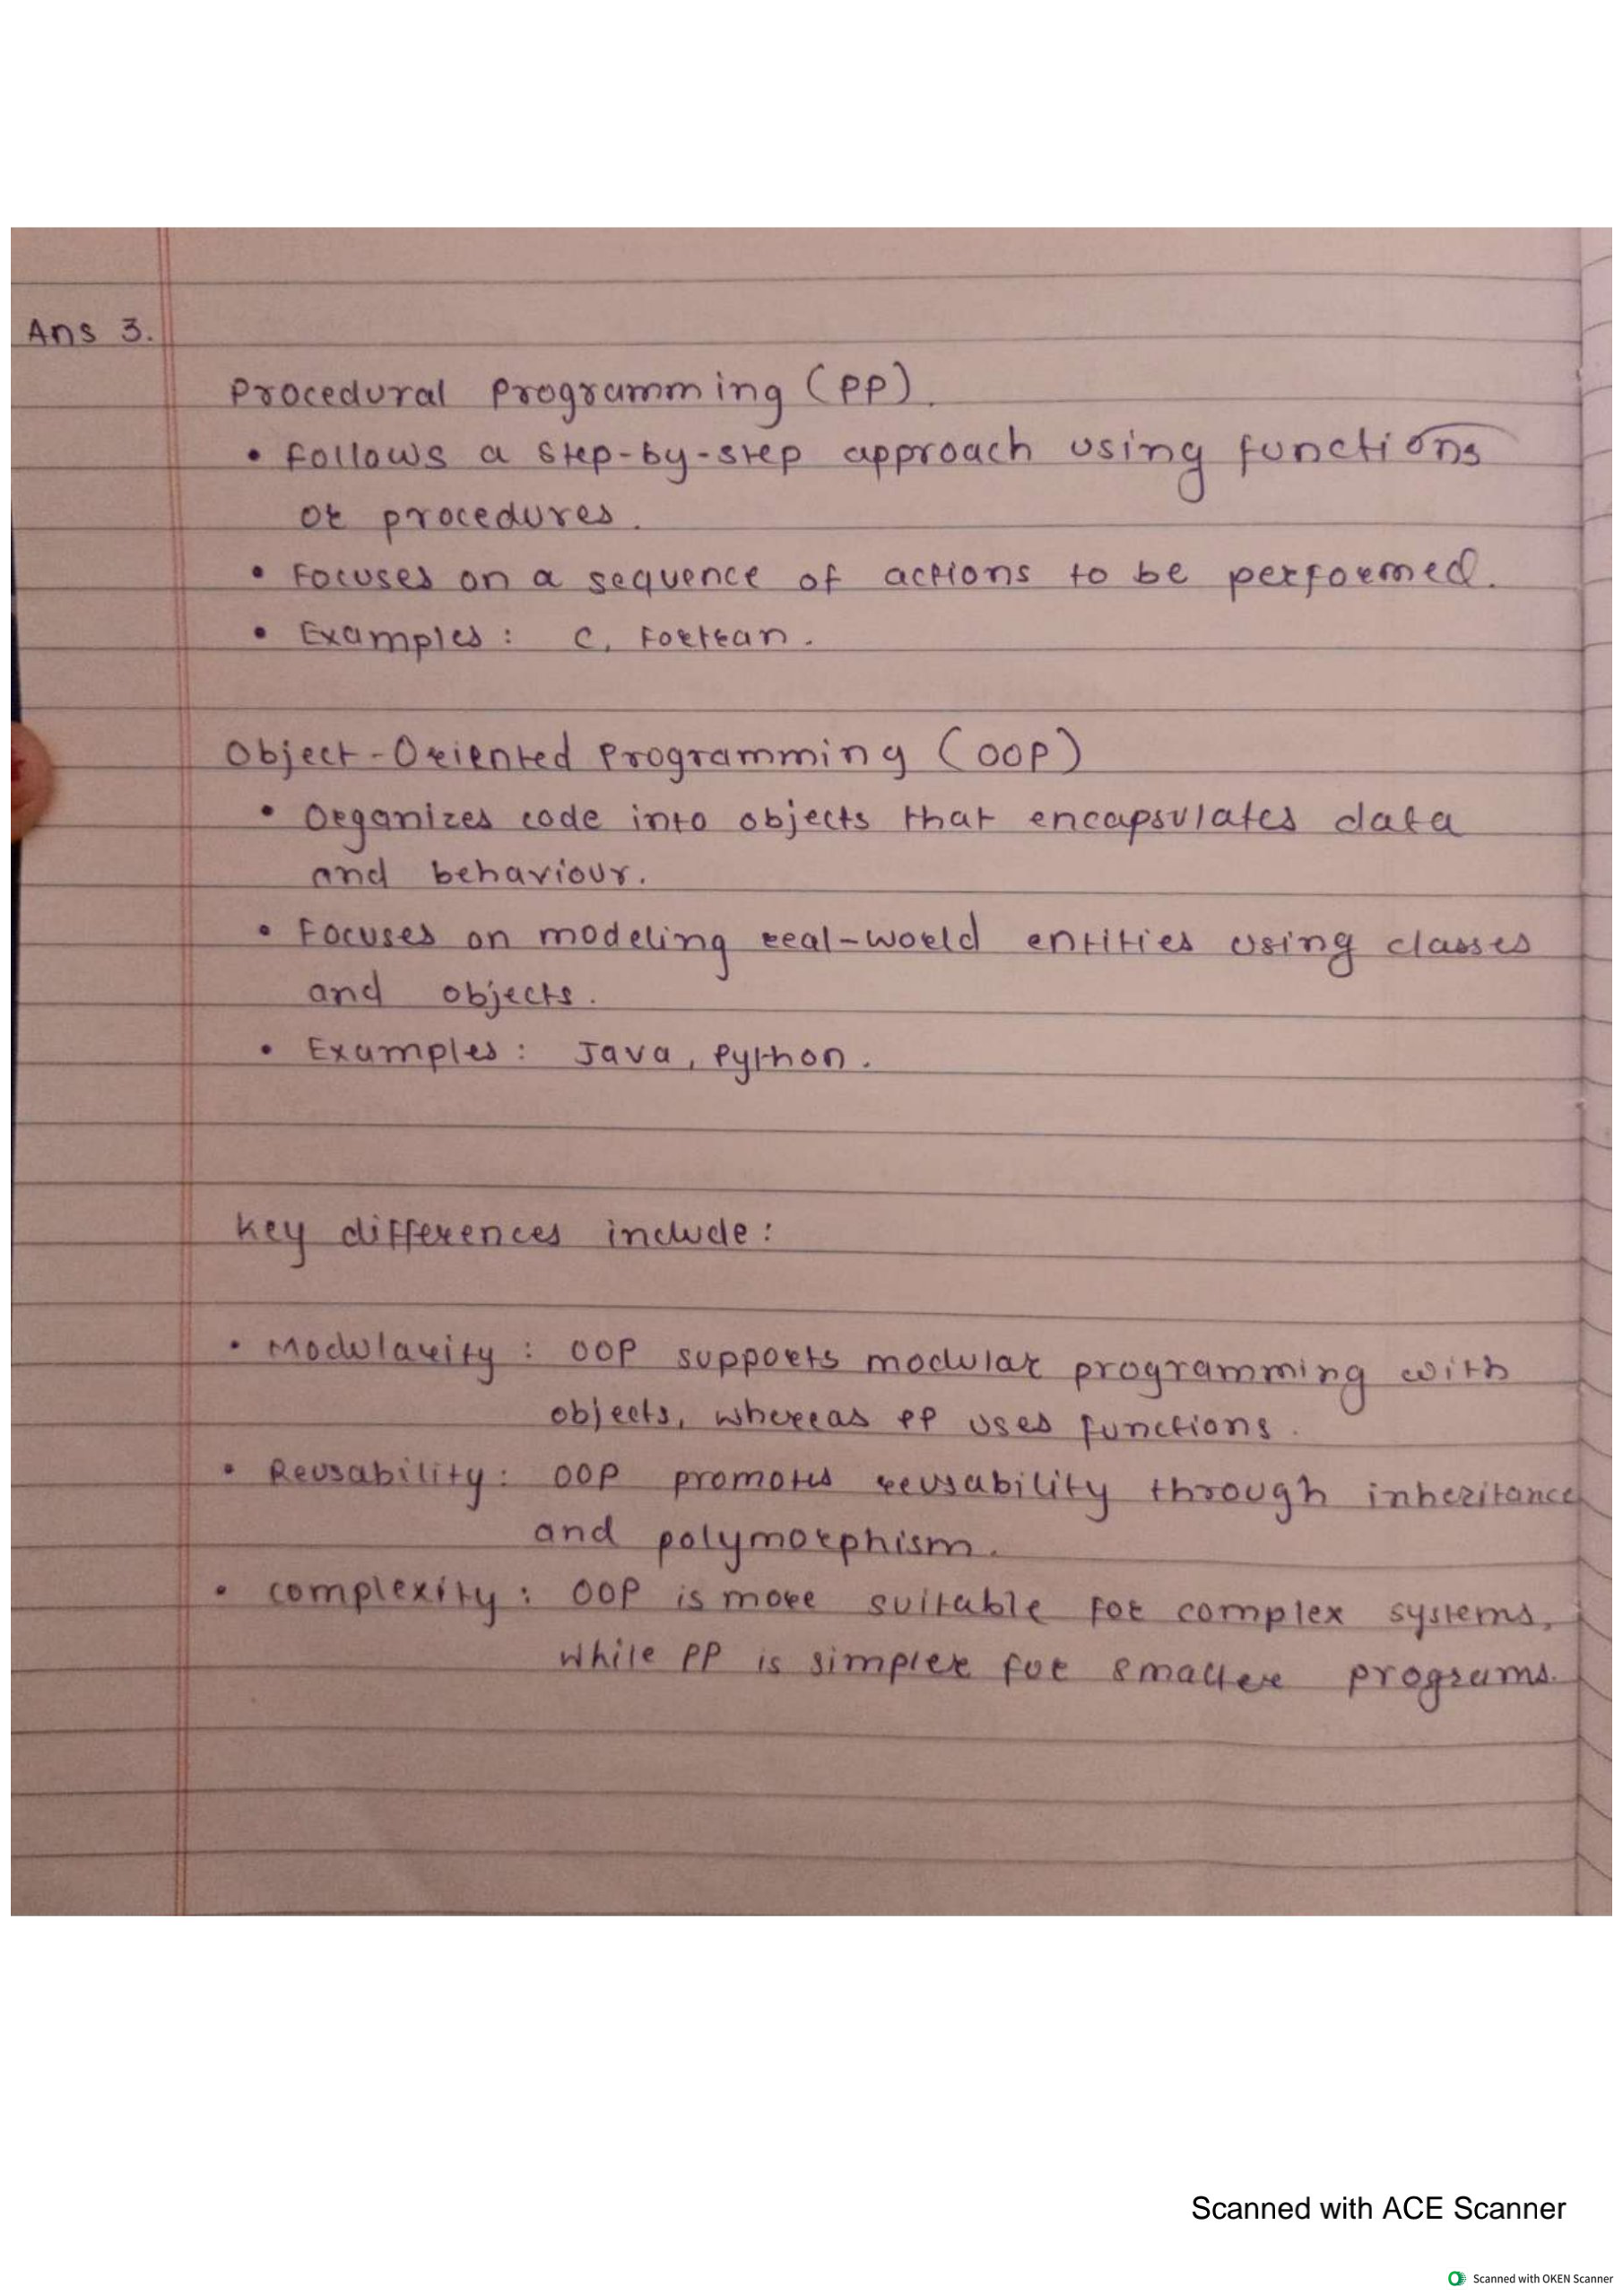 Ans 3.
Procedural Programming (PP).
• Follows a step-by-step approach using functions
or procedures.
• Focuses on a sequence of actions to be performed.
• Examples: C, Fortran.
Object-Oriented Programming (OOP)
• Organizes code into objects that encapsulates data
and behaviour.
• Focuses on modeling real-world entities using classes
and objects.
• Examples: Java, Python.
Key differences include:
• Modularity: OOP supports modular programming with
objects, whereas PP uses functions.
• Reusability: OOP promotes reusability through inheritance
and polymorphism.
• complexity: OOP is more suitable for complex systems,
while PP is simpler for smaller programs.
Scanned with ACE Scanner
Scanned with OKEN Scanner